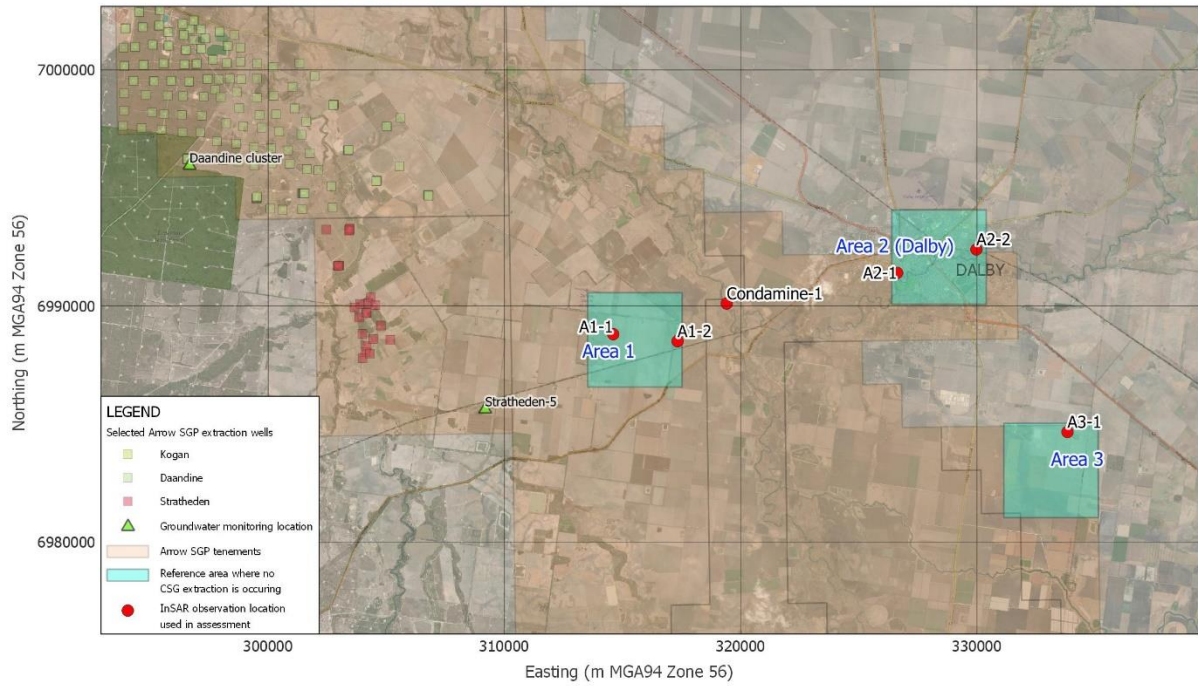 7000000
6990000
6980000
Northing (m MGA94 Zone 56)
Daandine cluster
Area 2 (Dalby)
A2-2
A2-1
DALBY
Condamine-1
A1-1
A1-2
Area 1
Stratheden-5
A3-1
Area 3
LEGEND
Selected Arrow SGP extraction wells
Kogan
Daandine
Stratheden
Groundwater monitoring location
Arrow SGP tenements
Reference area where no
CSG extraction is occuring
InSAR observation location
used in assessment
300000
310000
320000
330000
Easting (m MGA94 Zone 56)